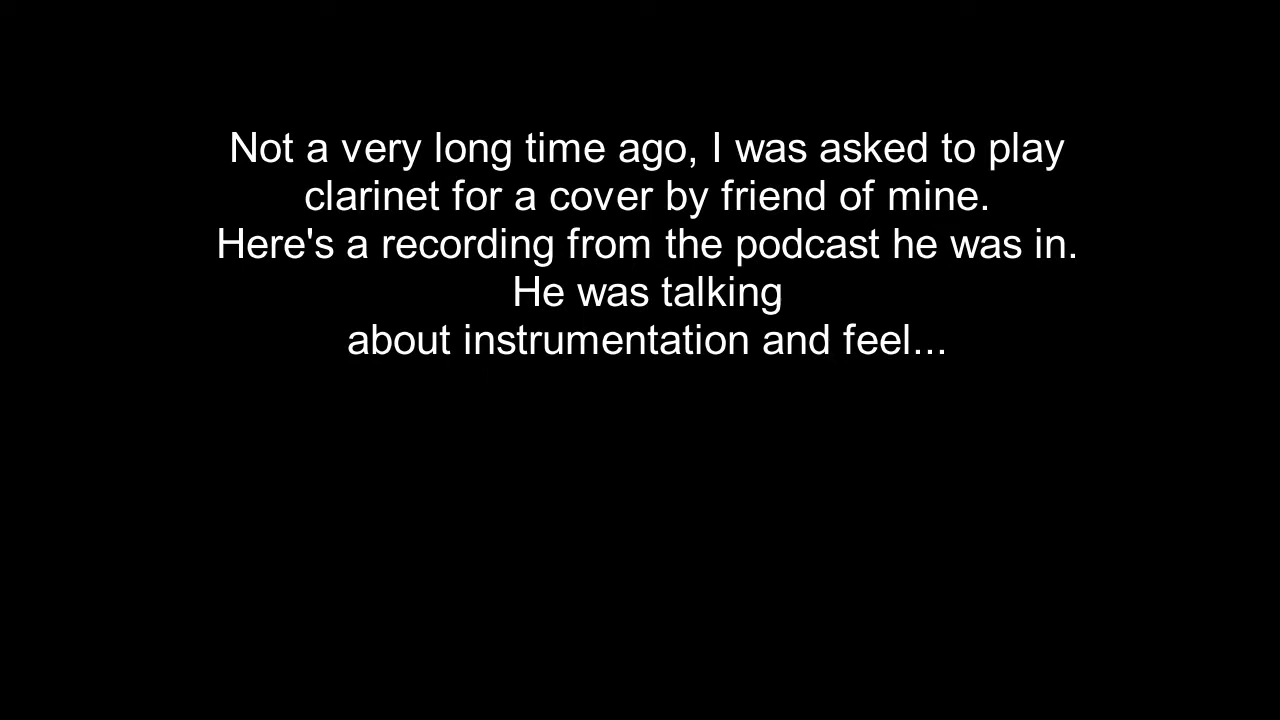 Not a very long time ago, I was asked to play
clarinet for a cover by friend of mine.
Here's a recording from the podcast he was in.
He was talking
about instrumentation and feel...